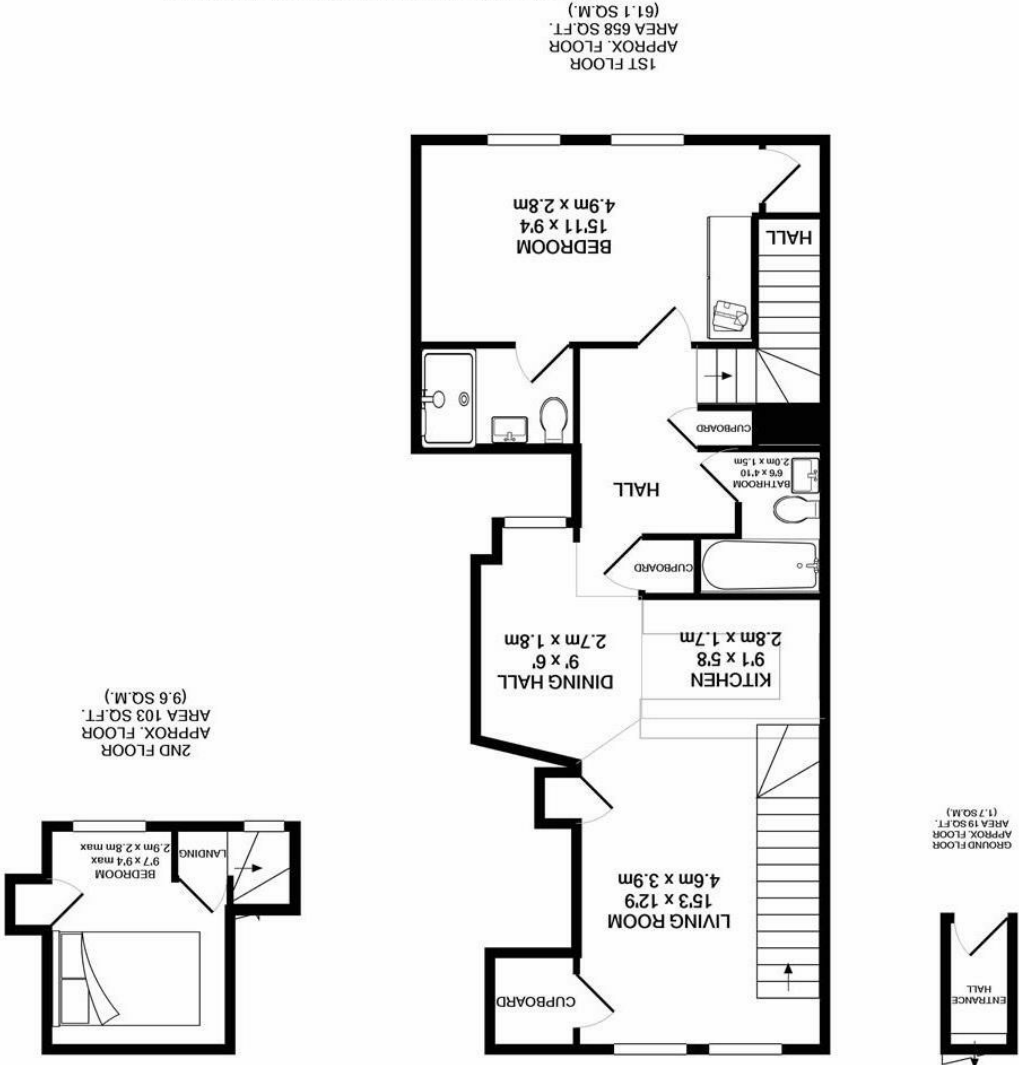 GROUND FLOOR
APPROX. FLOOR
AREA 19 SQ.FT.
(1.7 SQ.M.)
ENTRANCE
HALL
CUPBOARD
LIVING ROOM
15'3 x 12'9
4.6m x 3.9m
KITCHEN
9'1 x 5'8
2.8m x 1.7m
DINING HALL
9' x 6'
2.7m x 1.8m
CUPBOARD
HALL
BATHROOM
6'6 x 4'10
2.0m x 1.5m
CUPBOARD
HALL
BEDROOM
15'11 x 9'4
4.9m x 2.8m
1ST FLOOR
APPROX. FLOOR
AREA 658 SQ.FT.
(61.1 SQ.M.)
BEDROOM
9'7 x 9'4 max
2.9m x 2.8m max
LANDING
2ND FLOOR
APPROX. FLOOR
AREA 103 SQ.FT.
(9.6 SQ.M.)